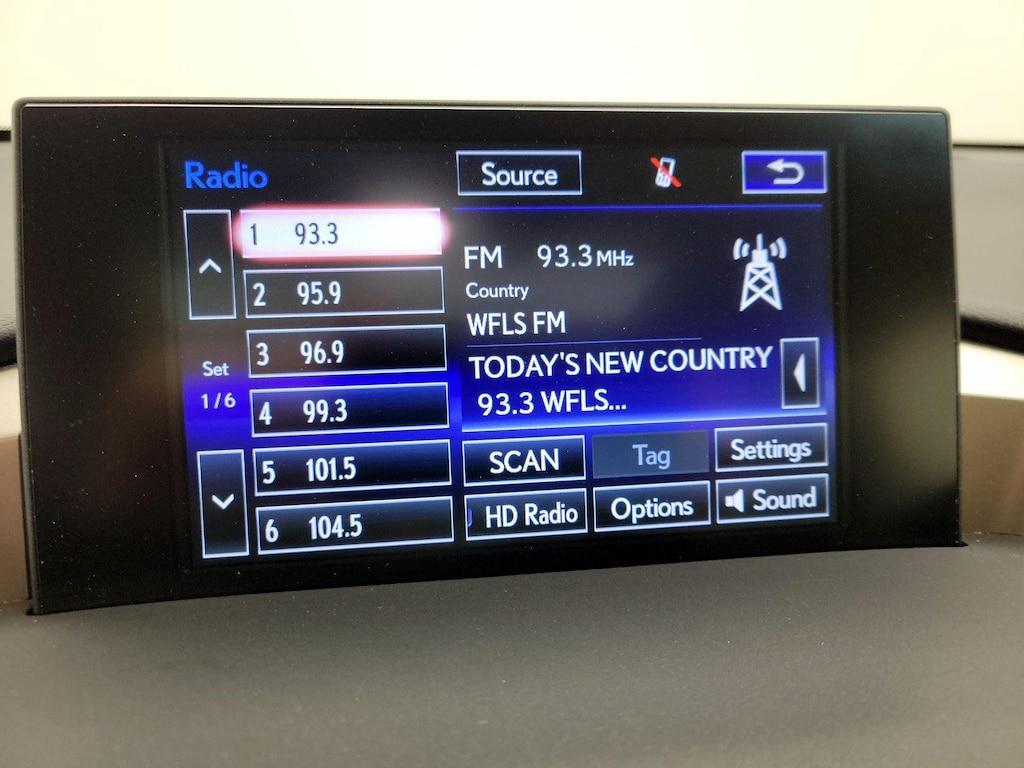 Radio
Source
1 93.3
2 95.9
3 96.9
4 99.3
5 101.5
6 104.5
Set
1/6
FM 93.3 MHz
Country
WFLS FM
TODAY'S NEW COUNTRY
93.3 WFLS...
SCAN
Tag
Settings
HD Radio
Options
Sound